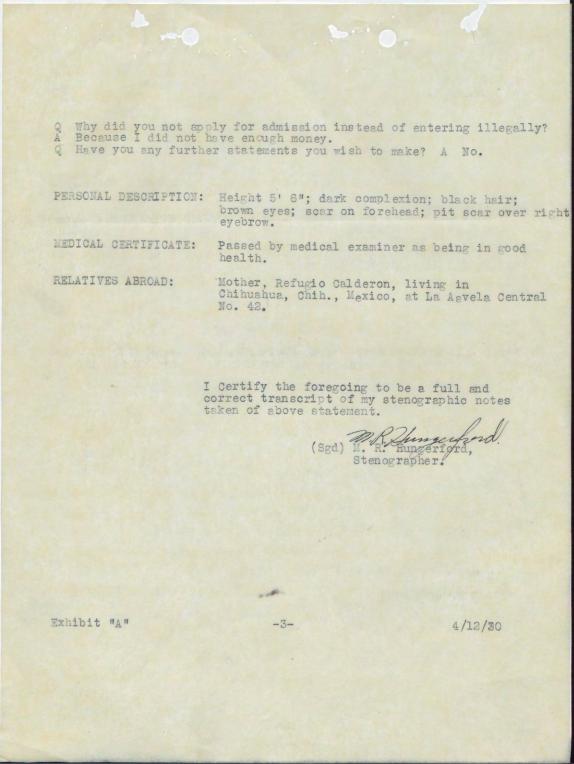 Q Why did you not apply for admission instead of entering illegally?
A Because I did not have enough money.
Q Have you any further statements you wish to make? A No.
PERSONAL DESCRIPTION: Height 5' 6"; dark complexion; black hair;
brown eyes; scar on forehead; pit scar over right
eyebrow.
MEDICAL CERTIFICATE: Passed by medical examiner as being in good
health.
RELATIVES ABROAD: Mother, Refugio Calderon, living in
Chihuahua, Chih., Mexico, at La Agvela Central
No. 42.
I Certify the foregoing to be a full and
correct transcript of my stenographic notes
taken of above statement.
M R Hungerford.
(Sgd) M. R. Hungerford,
Stenographer.
Exhibit "A" -3- 4/12/30